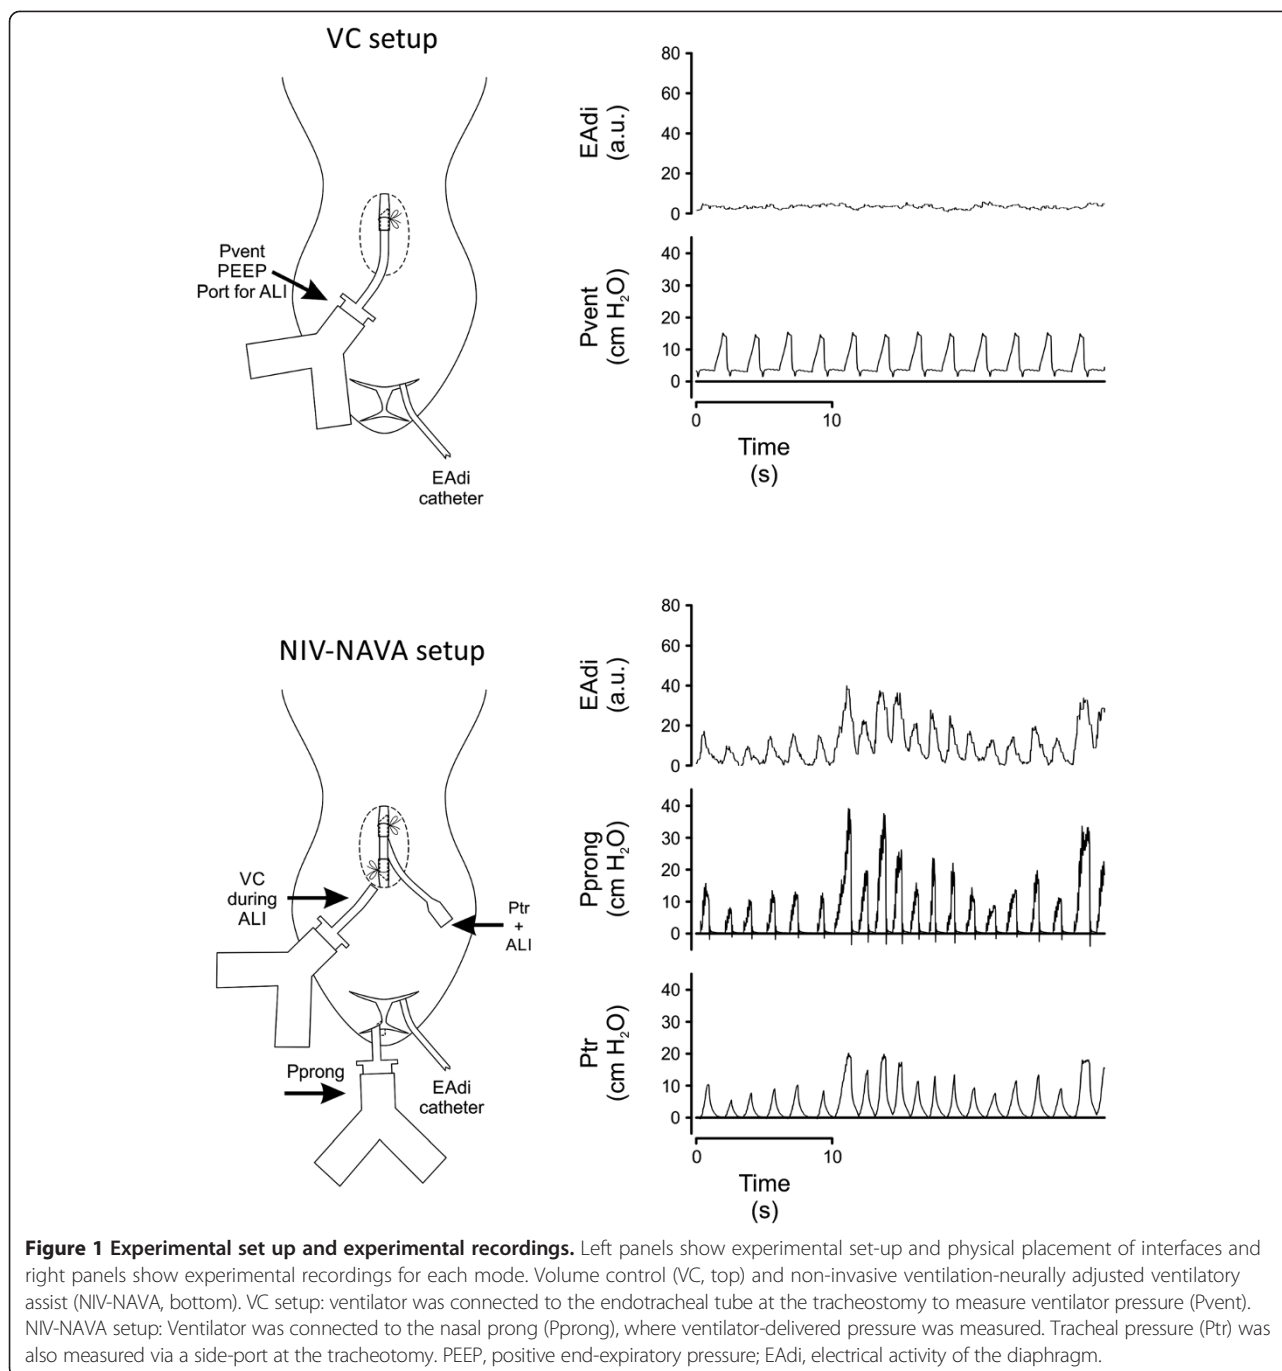 VC setup
Pvent
PEEP
Port for ALI
EAdi
catheter
EAdi
(a.u.)
80
60
40
20
0
Pvent
(cm H2O)
40
30
20
10
0
0
10
Time
(s)
NIV-NAVA setup
VC
during
ALI
Ptr
+
ALI
Pprong
EAdi
catheter
EAdi
(a.u.)
80
60
40
20
0
Pprong
(cm H2O)
40
30
20
10
0
Ptr
(cm H2O)
40
30
20
10
0
0
10
Time
(s)
Figure 1 Experimental set up and experimental recordings. Left panels show experimental set-up and physical placement of interfaces and
right panels show experimental recordings for each mode. Volume control (VC, top) and non-invasive ventilation-neurally adjusted ventilatory
assist (NIV-NAVA, bottom). VC setup: ventilator was connected to the endotracheal tube at the tracheostomy to measure ventilator pressure (Pvent).
NIV-NAVA setup: Ventilator was connected to the nasal prong (Pprong), where ventilator-delivered pressure was measured. Tracheal pressure (Ptr) was
also measured via a side-port at the tracheotomy. PEEP, positive end-expiratory pressure; EAdi, electrical activity of the diaphragm.